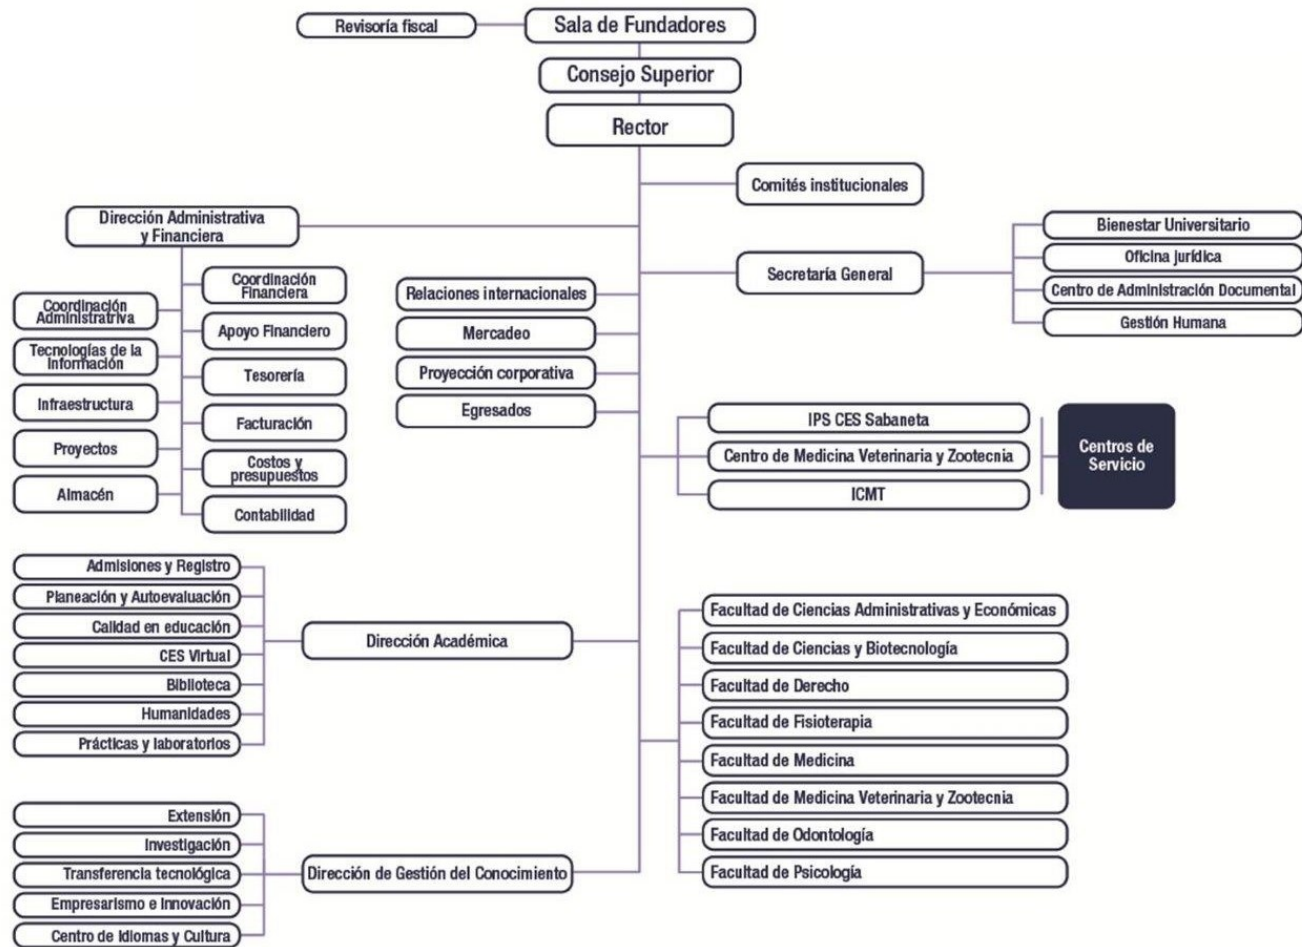 Revisoría fiscal
Sala de Fundadores
Consejo Superior
Rector
Comités institucionales
Dirección Administrativa
y Financiera
Secretaría General
Bienestar Universitario
Oficina jurídica
Centro de Administración Documental
Gestión Humana
Coordinación
Administratriva
Tecnologías de la
Información
Infraestructura
Proyectos
Almacén
Coordinación
Financiera
Apoyo Financiero
Tesorería
Facturación
Costos y
presupuestos
Contabilidad
Relaciones internacionales
Mercadeo
Proyección corporativa
Egresados
IPS CES Sabaneta
Centro de Medicina Veterinaria y Zootecnia
ICMT
Centros de
Servicio
Admisiones y Registro
Planeación y Autoevaluación
Calidad en educación
CES Virtual
Biblioteca
Humanidades
Prácticas y laboratorios
Dirección Académica
Facultad de Ciencias Administrativas y Económicas
Facultad de Ciencias y Biotecnología
Facultad de Derecho
Facultad de Fisioterapia
Facultad de Medicina
Facultad de Medicina Veterinaria y Zootecnia
Facultad de Odontología
Facultad de Psicología
Extensión
Investigación
Transferencia tecnológica
Empresarismo e Innovación
Centro de Idiomas y Cultura
Dirección de Gestión del Conocimiento